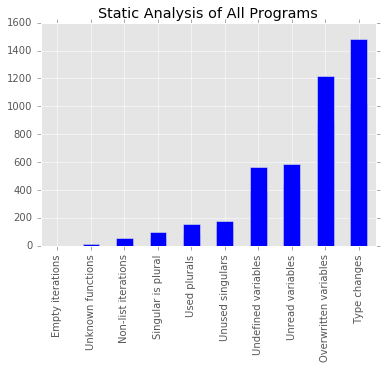 Static Analysis of All Programs
1600
1400
1200
1000
800
600
400
200
0
Empty iterations
Unknown functions
Non-list iterations
Singular is plural
Used plurals
Unused singulars
Undefined variables
Unread variables
Overwritten variables
Type changes